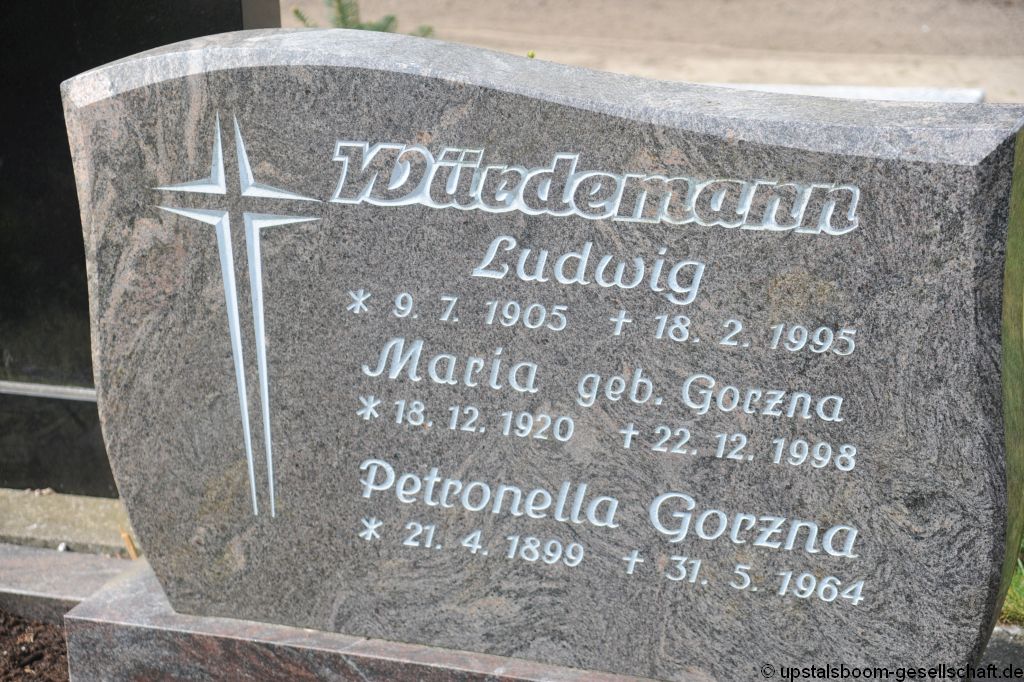 Würdemann
Ludwig
* 9. 7. 1905 † 18. 2. 1995
Maria geb. Gorzna
* 18. 12. 1920 † 22. 12. 1998
Petronella Gorzna
* 21. 4. 1899 † 31. 5. 1964
© upstalsboom-gesellschaft.de